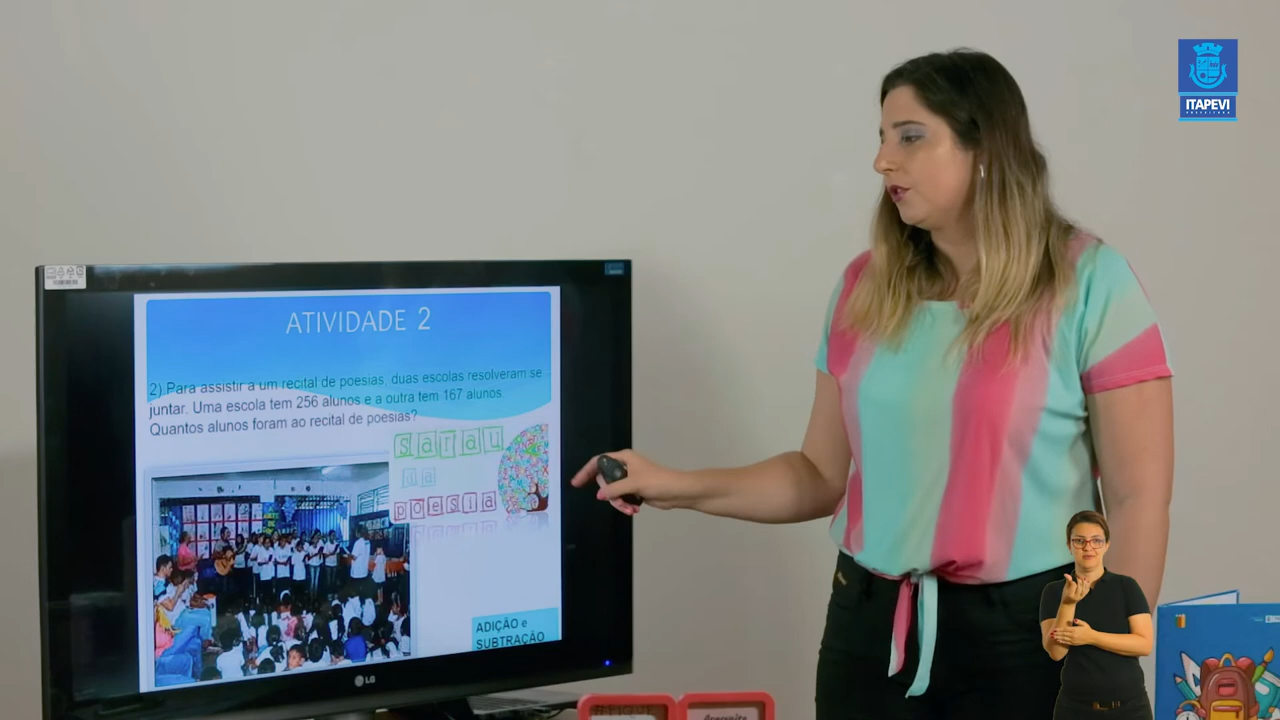 ITAPEVI
PREFEITURA
ATIVIDADE 2
2) Para assistir a um recital de poesias, duas escolas resolveram se
juntar. Uma escola tem 256 alunos e a outra tem 167 alunos.
Quantos alunos foram ao recital de poesias?
Sarau
da
poesia
ADIÇÃO e
SUBTRAÇÃO
LG